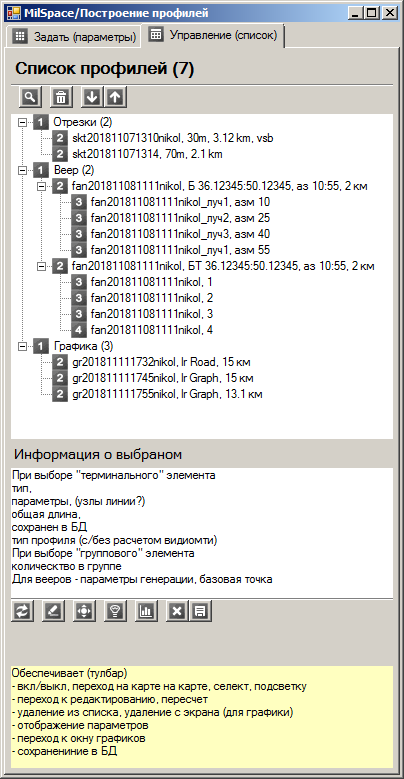 MilSpace/Построение профилей
Задать (параметры) Управление (список)
Список профилей (7)
1 Отрезки (2)
2 skt201811071310nikol, 30m, 3.12 km, vsb
2 skt201811071314, 70m, 2.1 km
1 Веер (2)
2 fan201811081111nikol, Б 36.12345:50.12345, аз 10:55, 2 км
3 fan201811081111nikol_луч1, азм 10
3 fan201811081111nikol_луч2, азм 25
3 fan201811081111nikol_луч3, азм 40
3 fan201811081111nikol_луч1, азм 55
2 fan201811081111nikol, БТ 36.12345:50.12345, аз 10:55, 2 км
3 fan201811081111nikol, 1
3 fan201811081111nikol, 2
3 fan201811081111nikol, 3
4 fan201811081111nikol, 4
1 Графика (3)
2 gr201811111732nikol, lr Road, 15 км
2 gr201811111745nikol, lr Graph, 15 км
2 gr201811111755nikol, lr Graph, 13.1 км
Информация о выбраном
При выборе "терминального" элемента
тип,
параметры, (узлы линии?)
общая длина,
сохранен в БД
тип профиля (с/без расчетом видиомти)
При выборе "группового" элемента
колическтво в группе
Для вееров - параметры генерации, базовая точка
Обеспечивает (тулбар)
- вкл/выкл, переход на карте на карте, селект, подсветку
- переход к редактированию, пересчет
- удаление из списка, удаление с экрана (для графики)
- отображение параметров
- переход к окну графиков
- сохранениние в БД